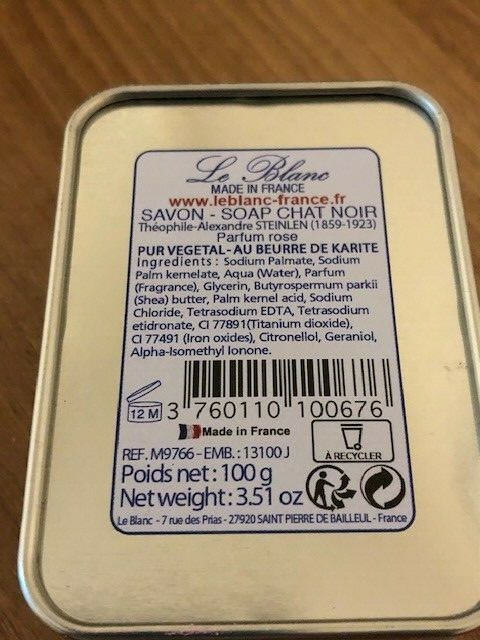 Le Blanc
MADE IN FRANCE
www.leblanc-france.fr
SAVON - SOAP CHAT NOIR
Théophile-Alexandre STEINLEN (1859-1923)
Parfum rose
PUR VEGETAL- AU BEURRE DE KARITE
Ingredients: Sodium Palmate, Sodium
Palm kernelate, Aqua (Water), Parfum
(Fragrance), Glycerin, Butyrospermum parkii
(Shea) butter, Palm kernel acid, Sodium
Chloride, Tetrasodium EDTA, Tetrasodium
etidronate, CI 77891(Titanium dioxide),
CI 77491 (Iron oxides), Citronellol, Geraniol,
Alpha-Isomethyl Ionone.
12 M
3 760110 100676
Made in France
À RECYCLER
REF. M9766 - EMB. : 13100 J
Poids net : 100 g
Net weight : 3.51 oz
Le Blanc - 7 rue des Prias - 27920 SAINT PIERRE DE BAILLEUL - France